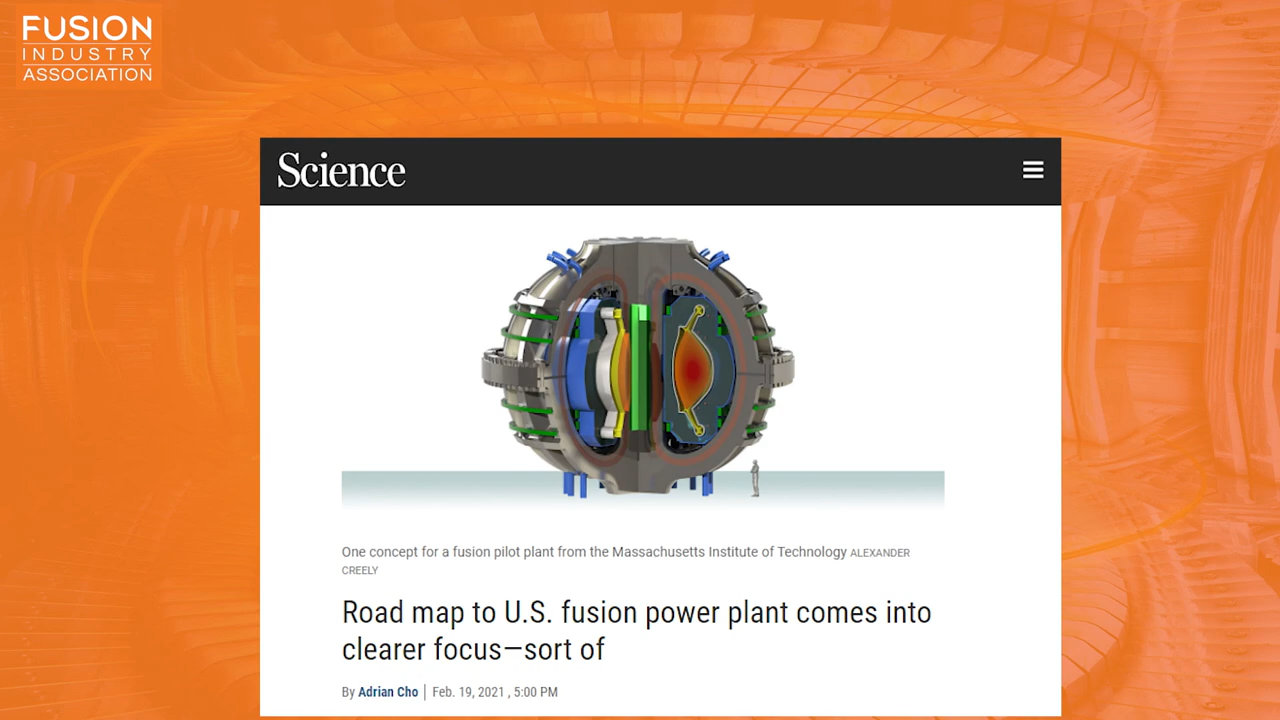 FUSION
INDUSTRY
ASSOCIATION
Science
One concept for a fusion pilot plant from the Massachusetts Institute of Technology ALEXANDER
CREELY
Road map to U.S. fusion power plant comes into
clearer focus—sort of
By Adrian Cho | Feb. 19, 2021 , 5:00 PM